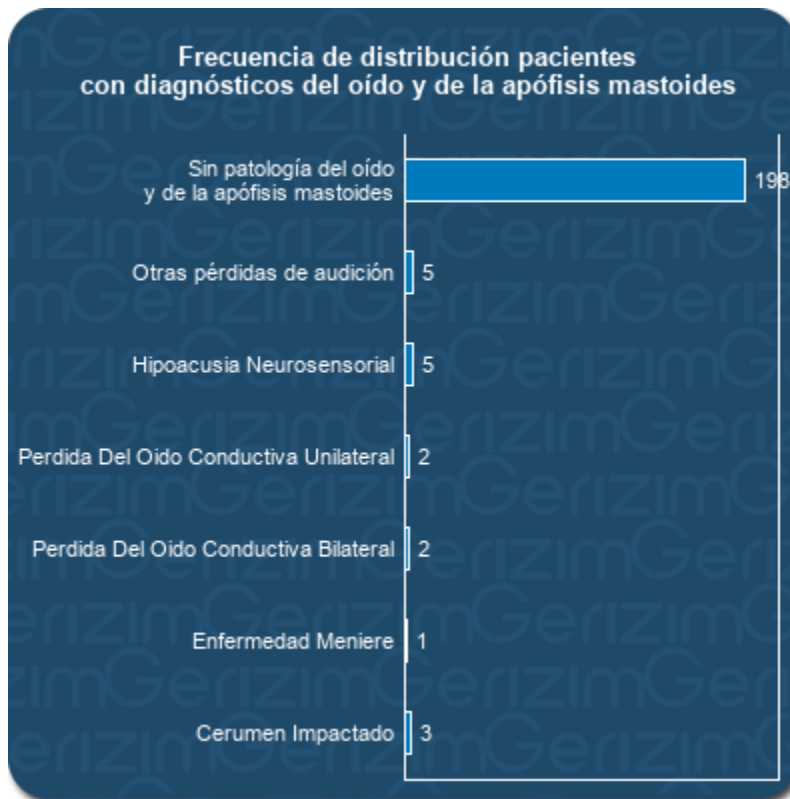 Frecuencia de distribución pacientes
con diagnósticos del oído y de la apófisis mastoides
Sin patología del oído
y de la apófisis mastoides
198
Otras pérdidas de audición
5
Hipoacusia Neurosensorial
5
Perdida Del Oido Conductiva Unilateral
2
Perdida Del Oido Conductiva Bilateral
2
Enfermedad Meniere
1
Cerumen Impactado
3